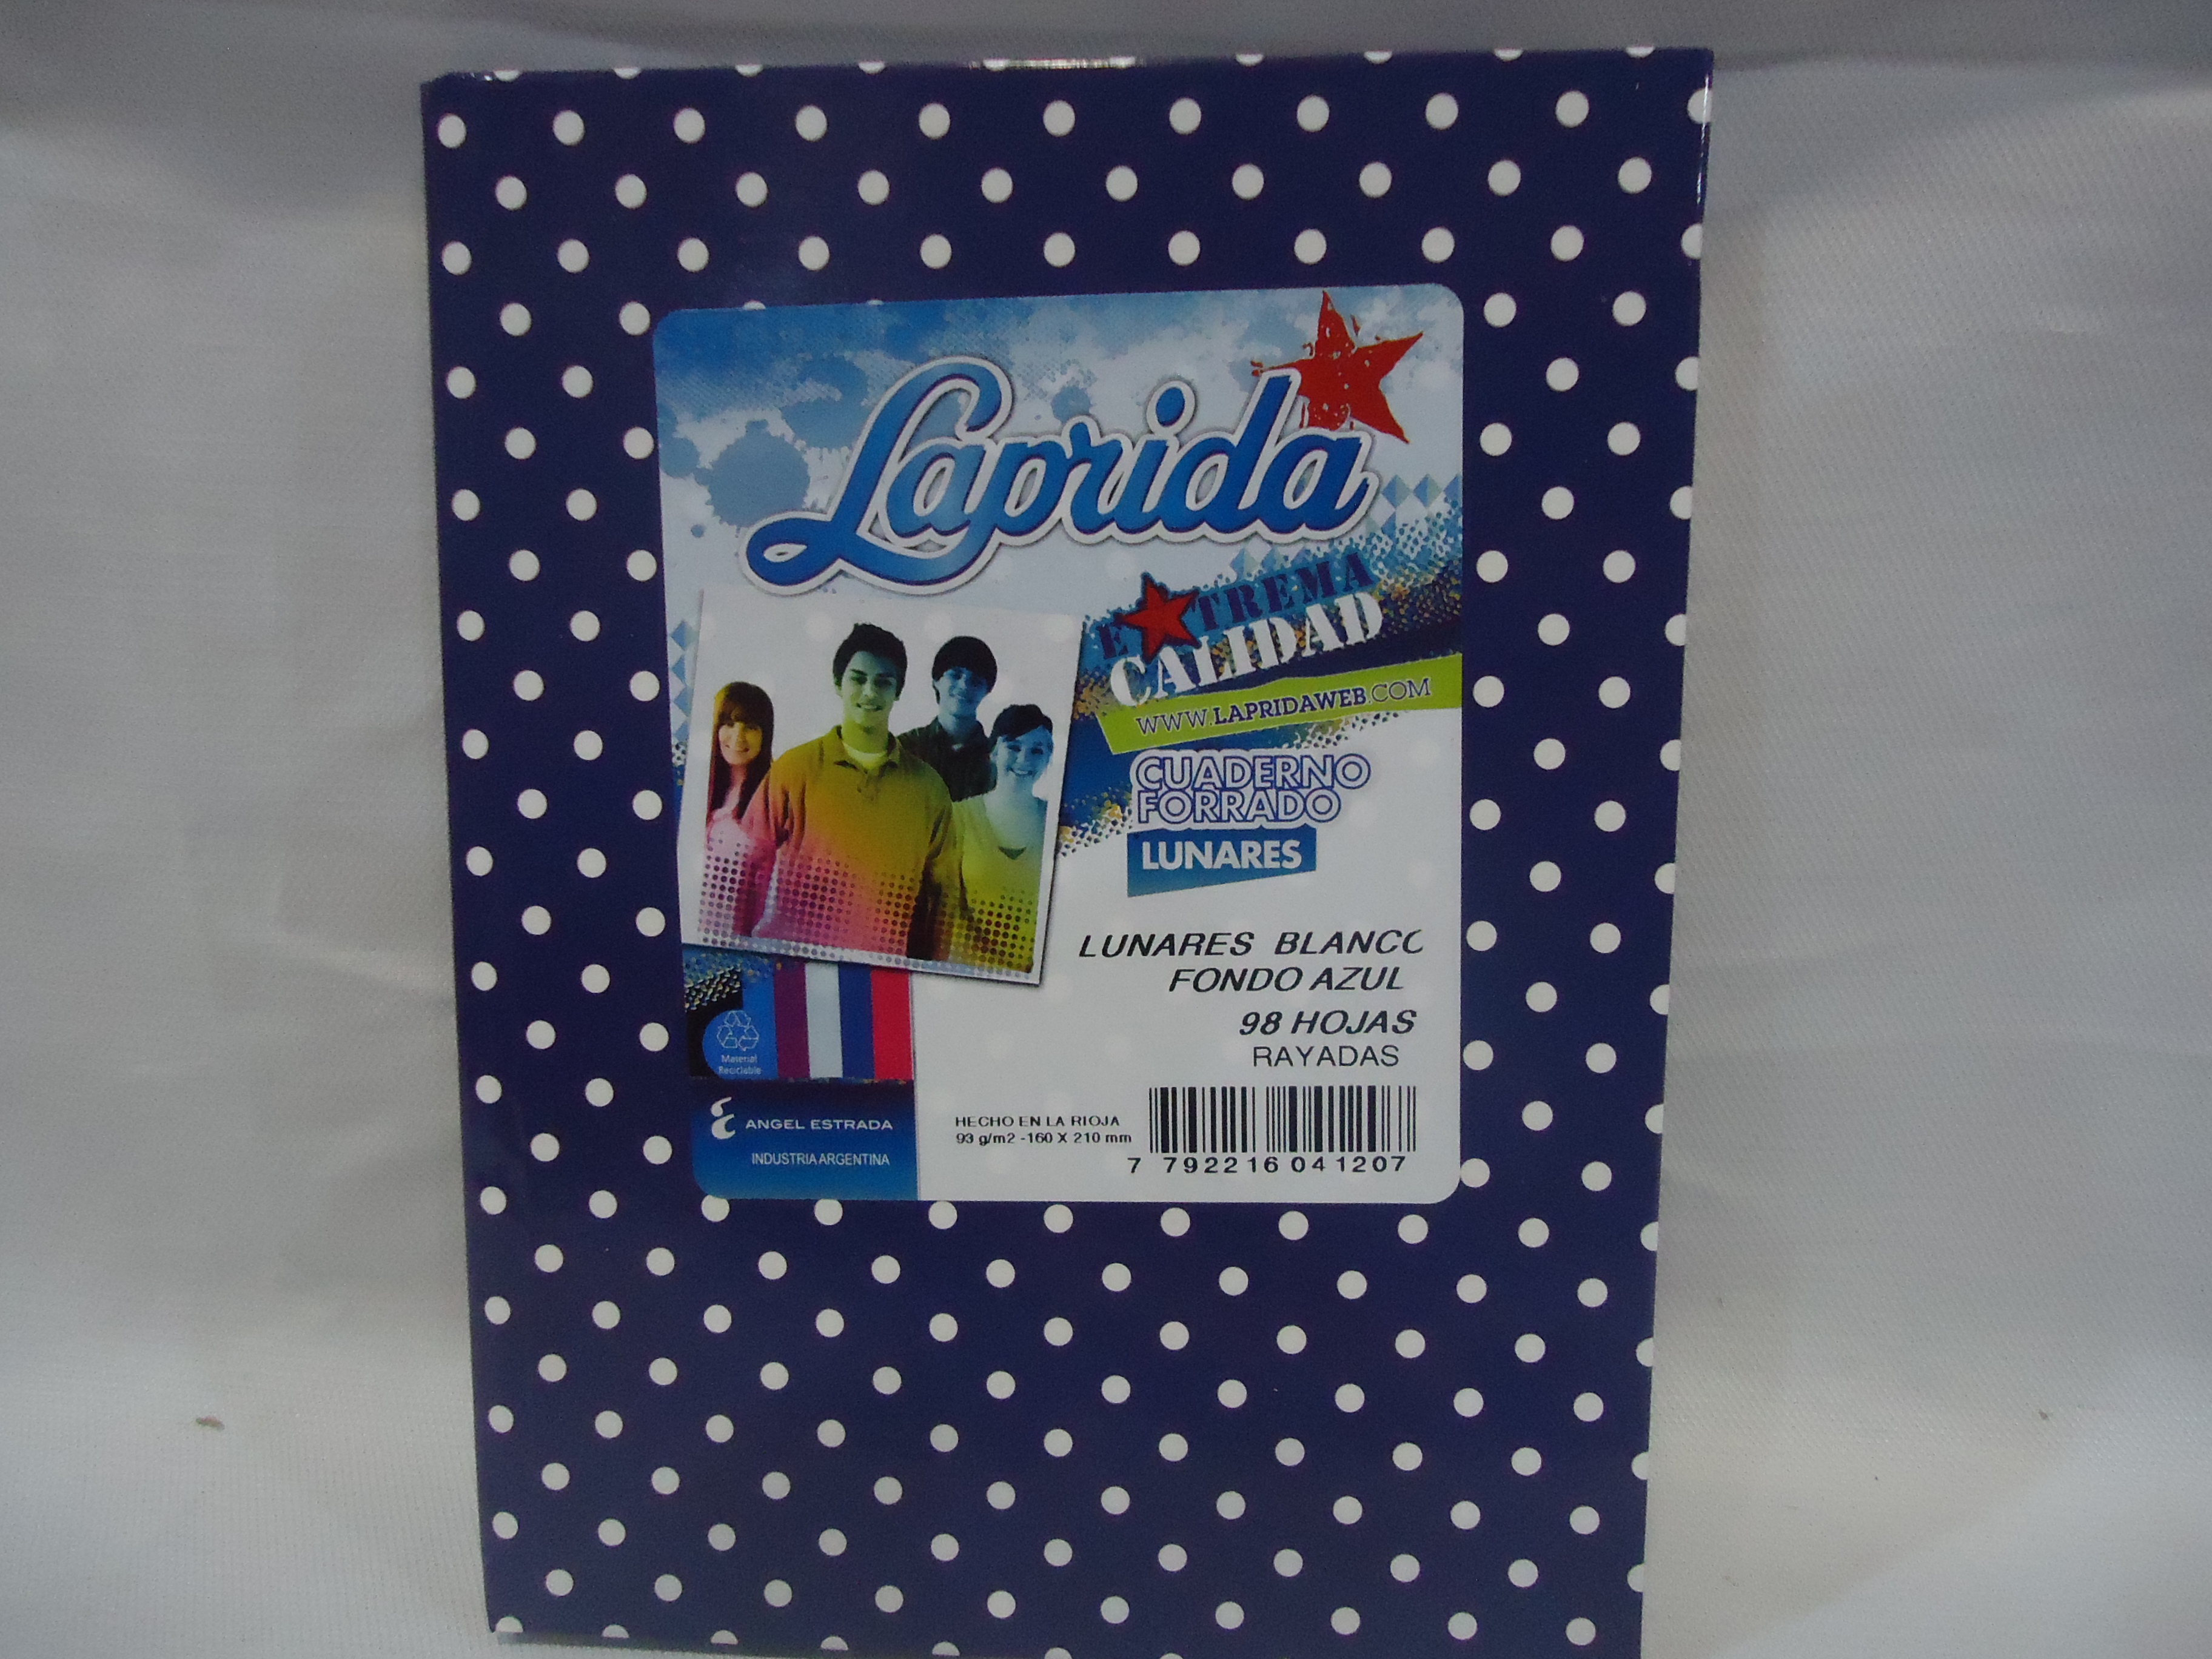 Laprida
EXTREMA
CALIDAD
WWW.LAPRIDAWEB.COM
CUADERNO
FORRADO
LUNARES
LUNARES BLANCO
FONDO AZUL
98 HOJAS
RAYADAS
Material
Reciclable
ANGEL ESTRADA
INDUSTRIA ARGENTINA
HECHO EN LA RIOJA
93 g/m2 -160 X 210 mm
7 792216 041207